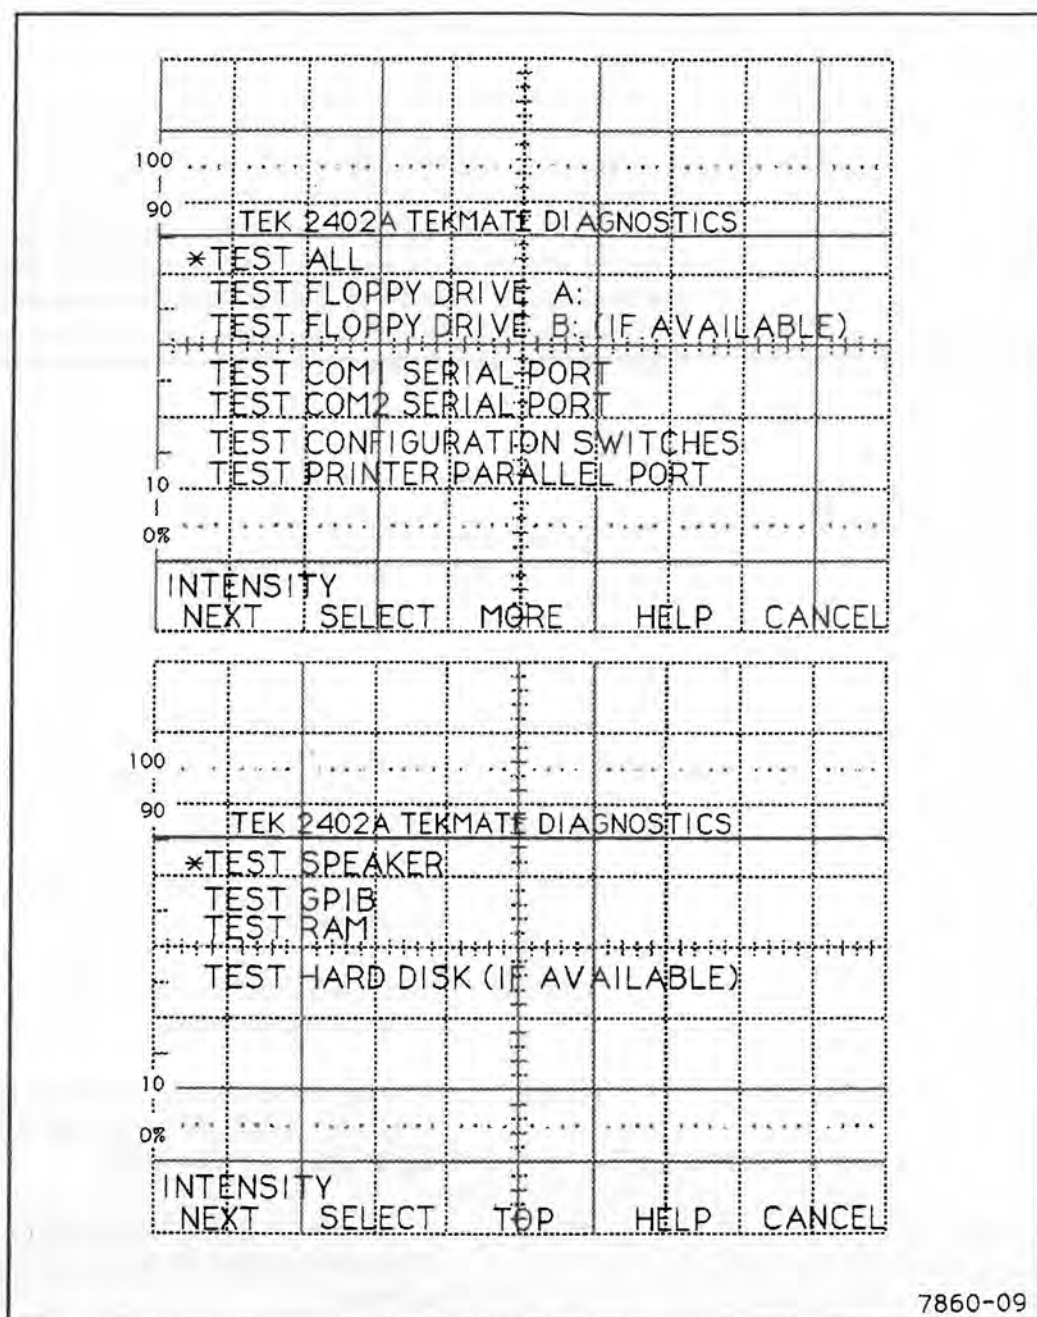 100
90
TEK 2402A TEKMATE DIAGNOSTICS
*TEST ALL
TEST FLOPPY DRIVE A:
TEST FLOPPY DRIVE B: (IF AVAILABLE)
TEST COM1 SERIAL PORT
TEST COM2 SERIAL PORT
TEST CONFIGURATION SWITCHES
TEST PRINTER PARALLEL PORT
10
0%
INTENSITY
NEXT SELECT MORE HELP CANCEL
100
90
TEK 2402A TEKMATE DIAGNOSTICS
*TEST SPEAKER
TEST GPIB
TEST RAM
TEST HARD DISK (IF AVAILABLE)
10
0%
INTENSITY
NEXT SELECT TOP HELP CANCEL
7860-09